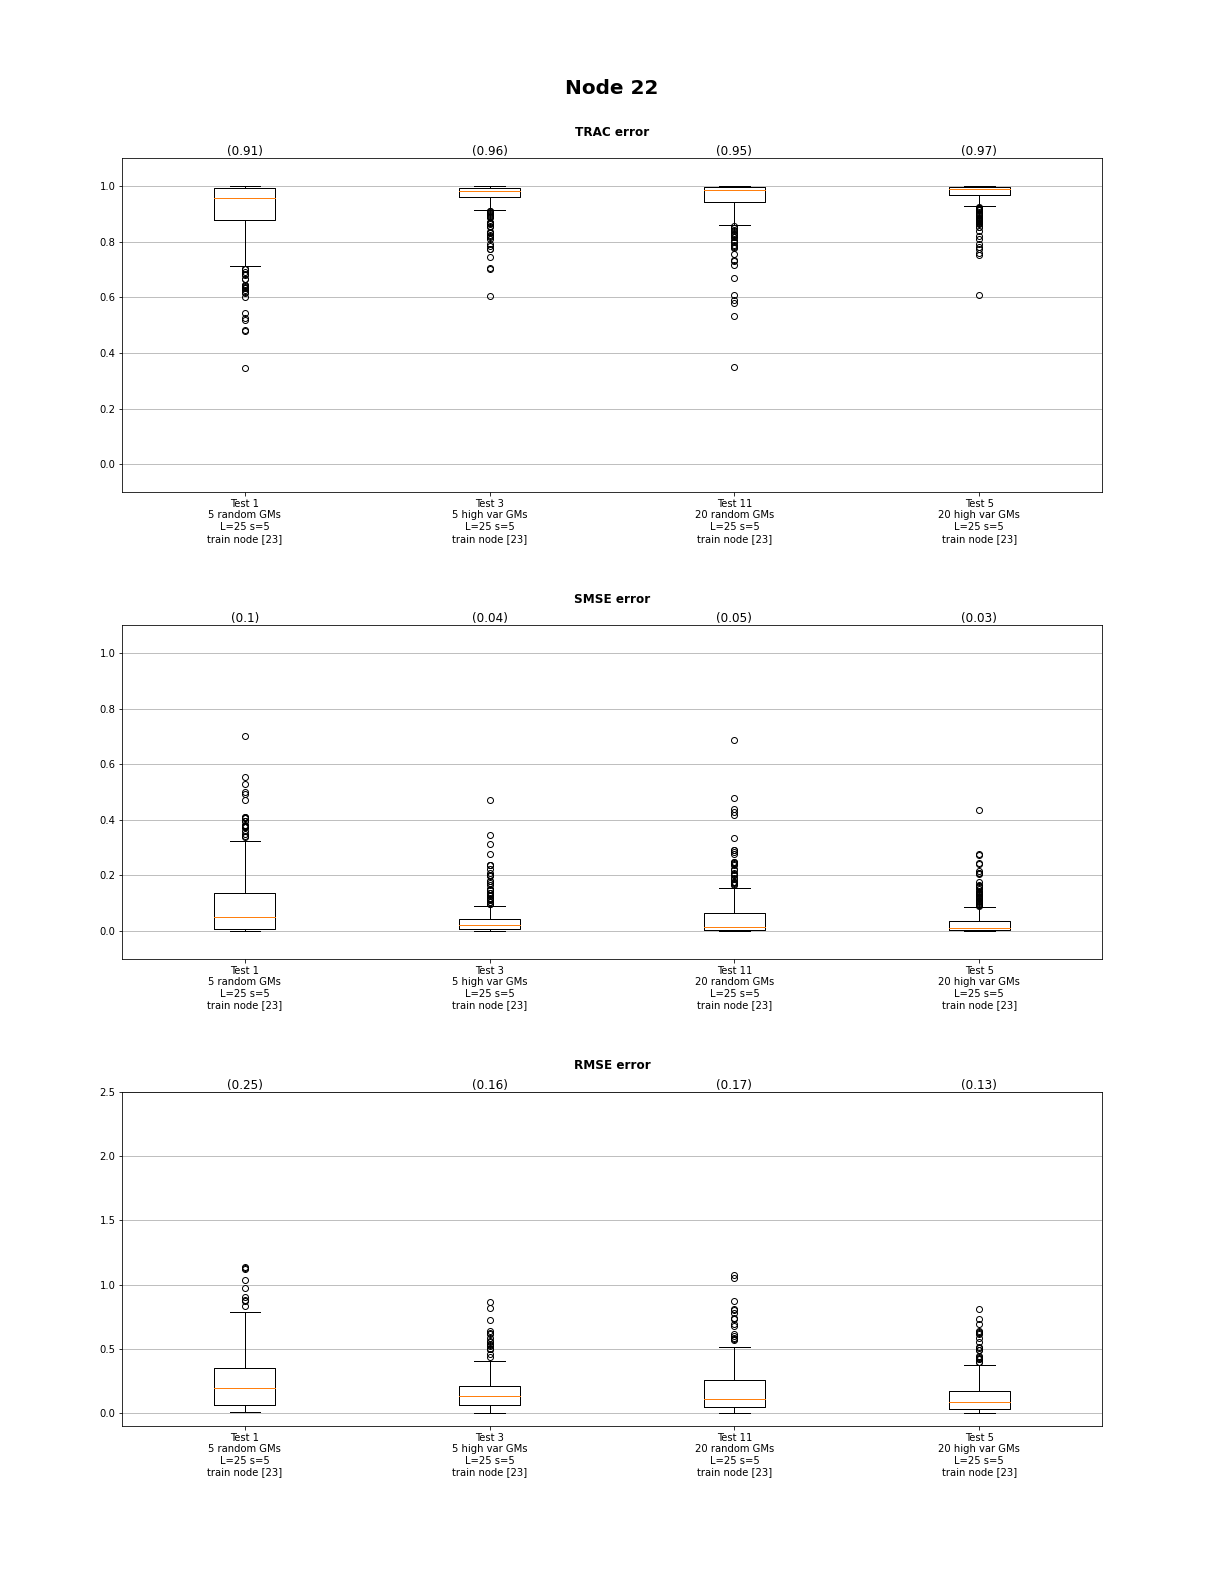 Node 22
TRAC error
(0.91) (0.96) (0.95) (0.97)
1.0
0.8
0.6
0.4
0.2
0.0
Test 1 Test 3 Test 11 Test 5
5 random GMs 5 high var GMs 20 random GMs 20 high var GMs
L=25 s=5 L=25 s=5 L=25 s=5 L=25 s=5
train node [23] train node [23] train node [23] train node [23]
SMSE error
(0.1) (0.04) (0.05) (0.03)
1.0
0.8
0.6
0.4
0.2
0.0
Test 1 Test 3 Test 11 Test 5
5 random GMs 5 high var GMs 20 random GMs 20 high var GMs
L=25 s=5 L=25 s=5 L=25 s=5 L=25 s=5
train node [23] train node [23] train node [23] train node [23]
RMSE error
(0.25) (0.16) (0.17) (0.13)
2.5
2.0
1.5
1.0
0.5
0.0
Test 1 Test 3 Test 11 Test 5
5 random GMs 5 high var GMs 20 random GMs 20 high var GMs
L=25 s=5 L=25 s=5 L=25 s=5 L=25 s=5
train node [23] train node [23] train node [23] train node [23]